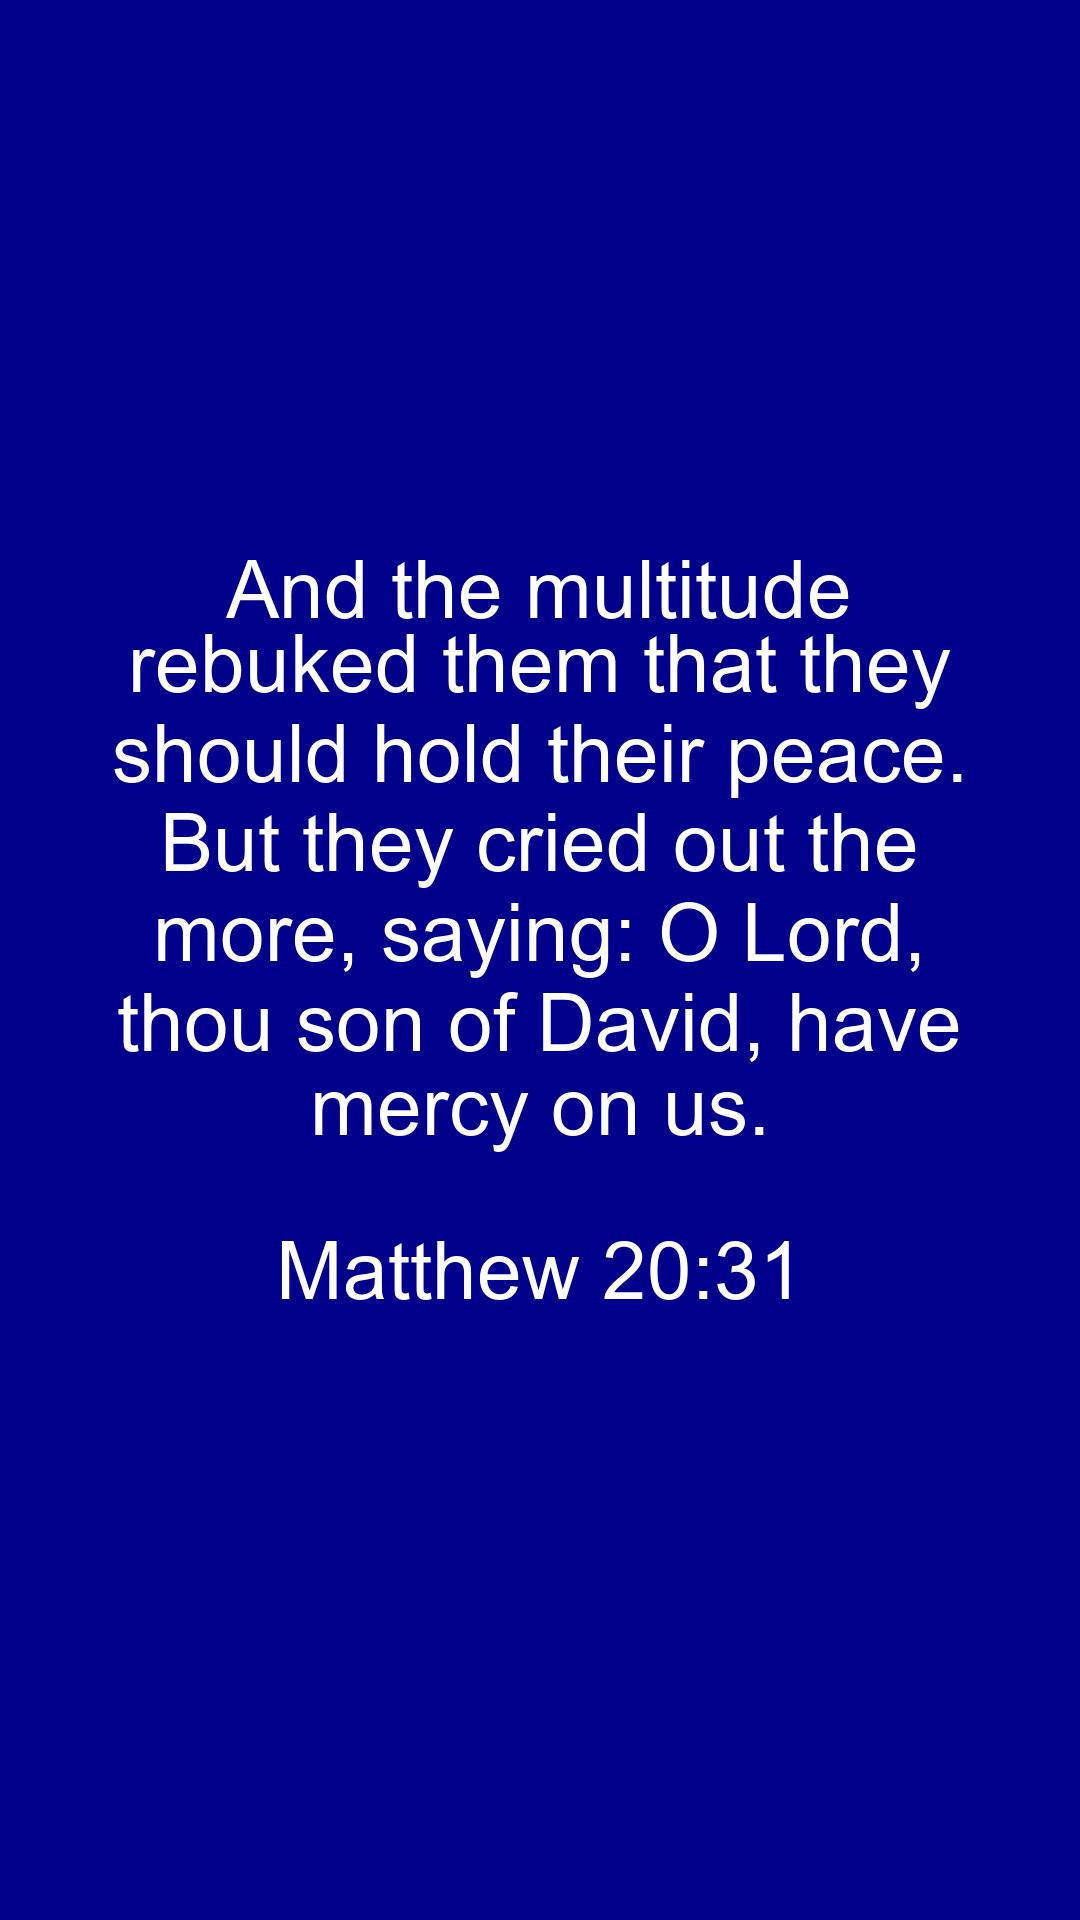 And the multitude
rebuked them that they
should hold their peace.
But they cried out the
more, saying: O Lord,
thou son of David, have
mercy on us.
Matthew 20:31